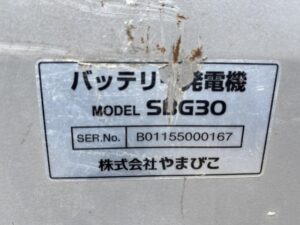 バッテリー発電機
MODEL SBG30
SER.No. B01155000167
株式会社やまびこ